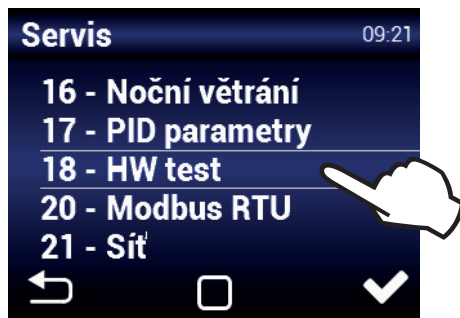 Servis 09:21
16 - Noční větrání
17 - PID parametry
18 - HW test
20 - Modbus RTU
21 - Síť